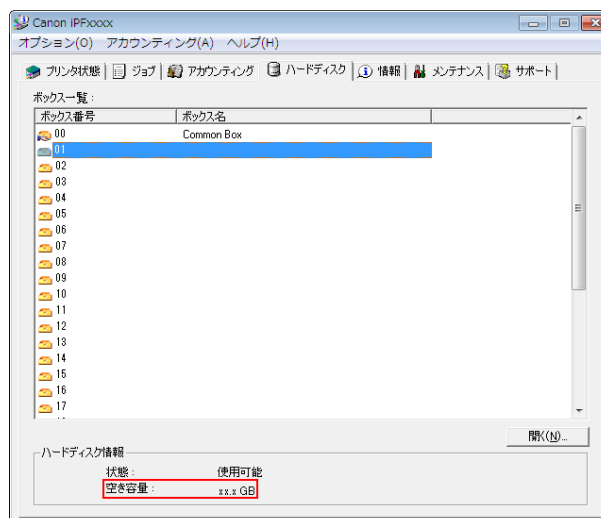 Canon iPFxxxx
オプション(O) アカウンティング(A) ヘルプ(H)
プリンタ状態 ジョブ アカウンティング ハードディスク 情報 メンテナンス サポート
ボックス一覧 :
ボックス番号 ボックス名
00 Common Box
01
02
03
04
05
06
07
08
09
10
11
12
13
14
15
16
17
開く(N)...
ハードディスク情報
状態 : 使用可能
空き容量 : xx.x GB